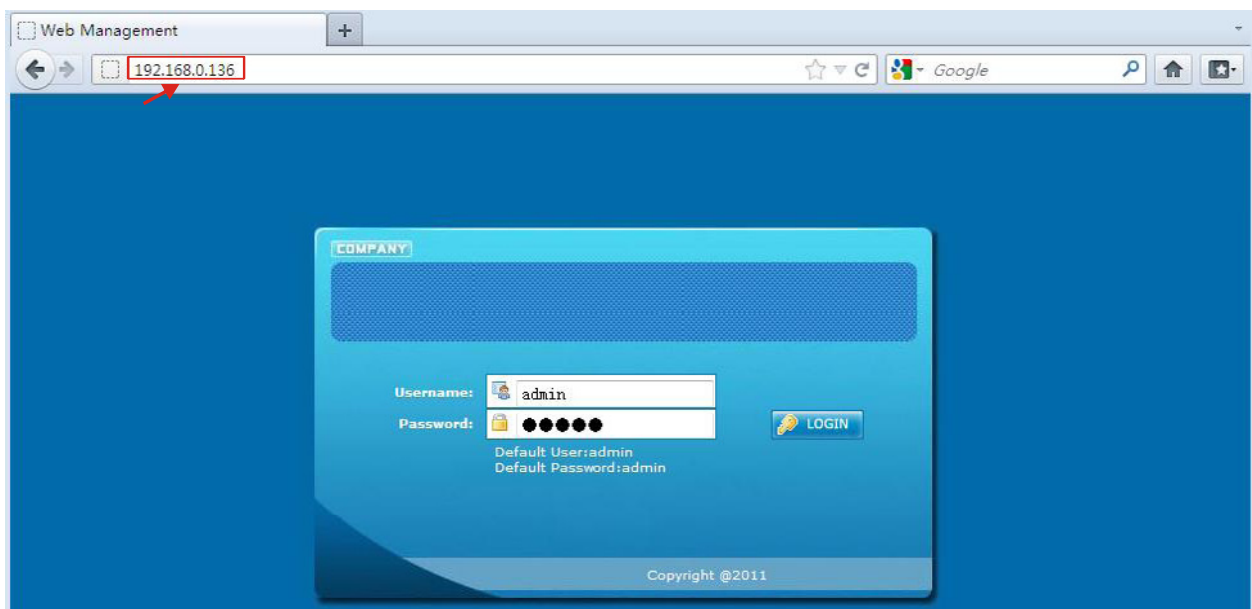 Web Management
192.168.0.136
Google
COMPANY
Username: admin
Password: ●●●●●
LOGIN
Default User:admin
Default Password:admin
Copyright @2011